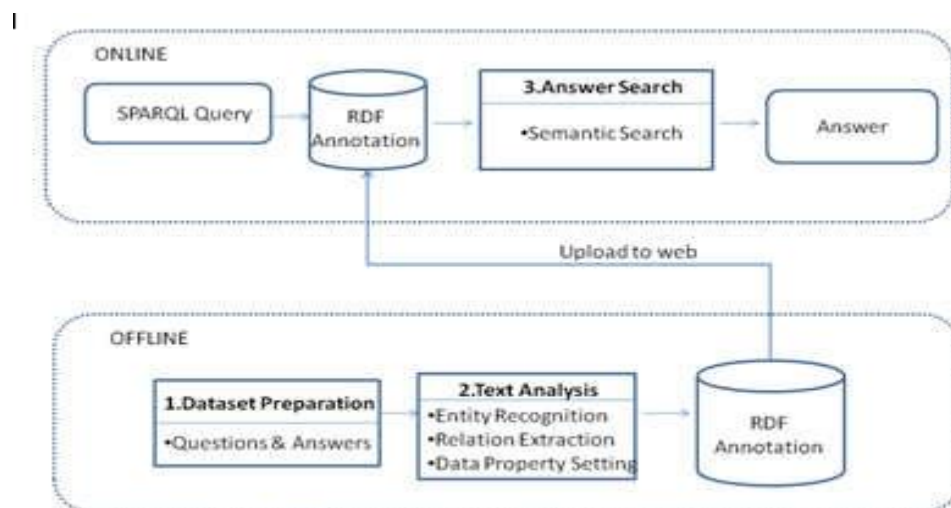 I
ONLINE
SPARQL Query
RDF
Annotation
3.Answer Search
•Semantic Search
Answer
Upload to web
OFFLINE
1.Dataset Preparation
•Questions & Answers
2.Text Analysis
•Entity Recognition
•Relation Extraction
•Data Property Setting
RDF
Annotation